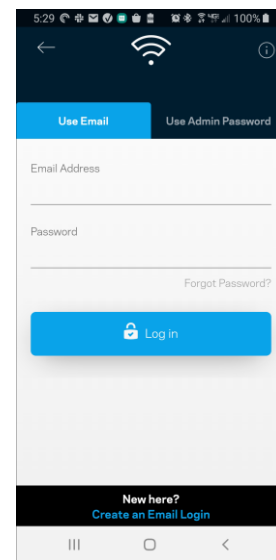 5:29 100%
Use Email Use Admin Password
Email Address
Password
Forgot Password?
Log in
New here?
Create an Email Login